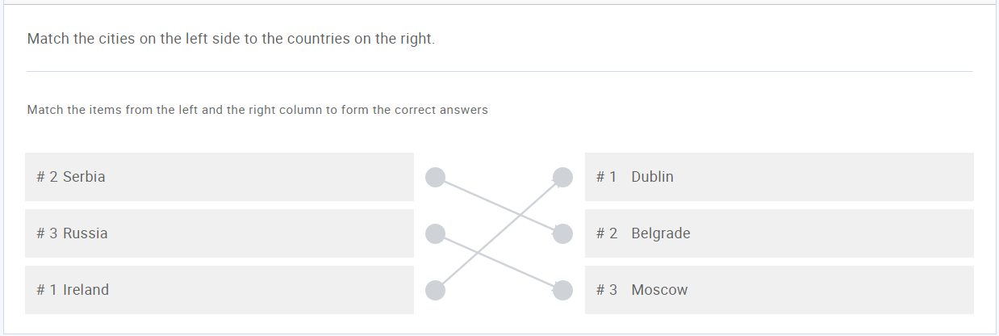 Match the cities on the left side to the countries on the right.
Match the items from the left and the right column to form the correct answers
# 2 Serbia
# 1 Dublin
# 3 Russia
# 2 Belgrade
# 1 Ireland
# 3 Moscow